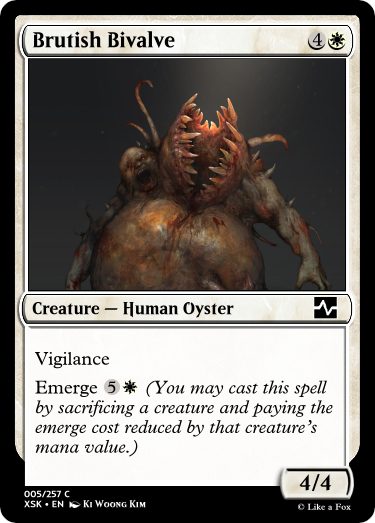 Brutish Bivalve 4
Creature — Human Oyster
Vigilance
Emerge 5 (You may cast this spell
by sacrificing a creature and paying the
emerge cost reduced by that creature's
mana value.)
4/4
005/257 C
XSK • EN Ki Woong Kim
© Like a Fox